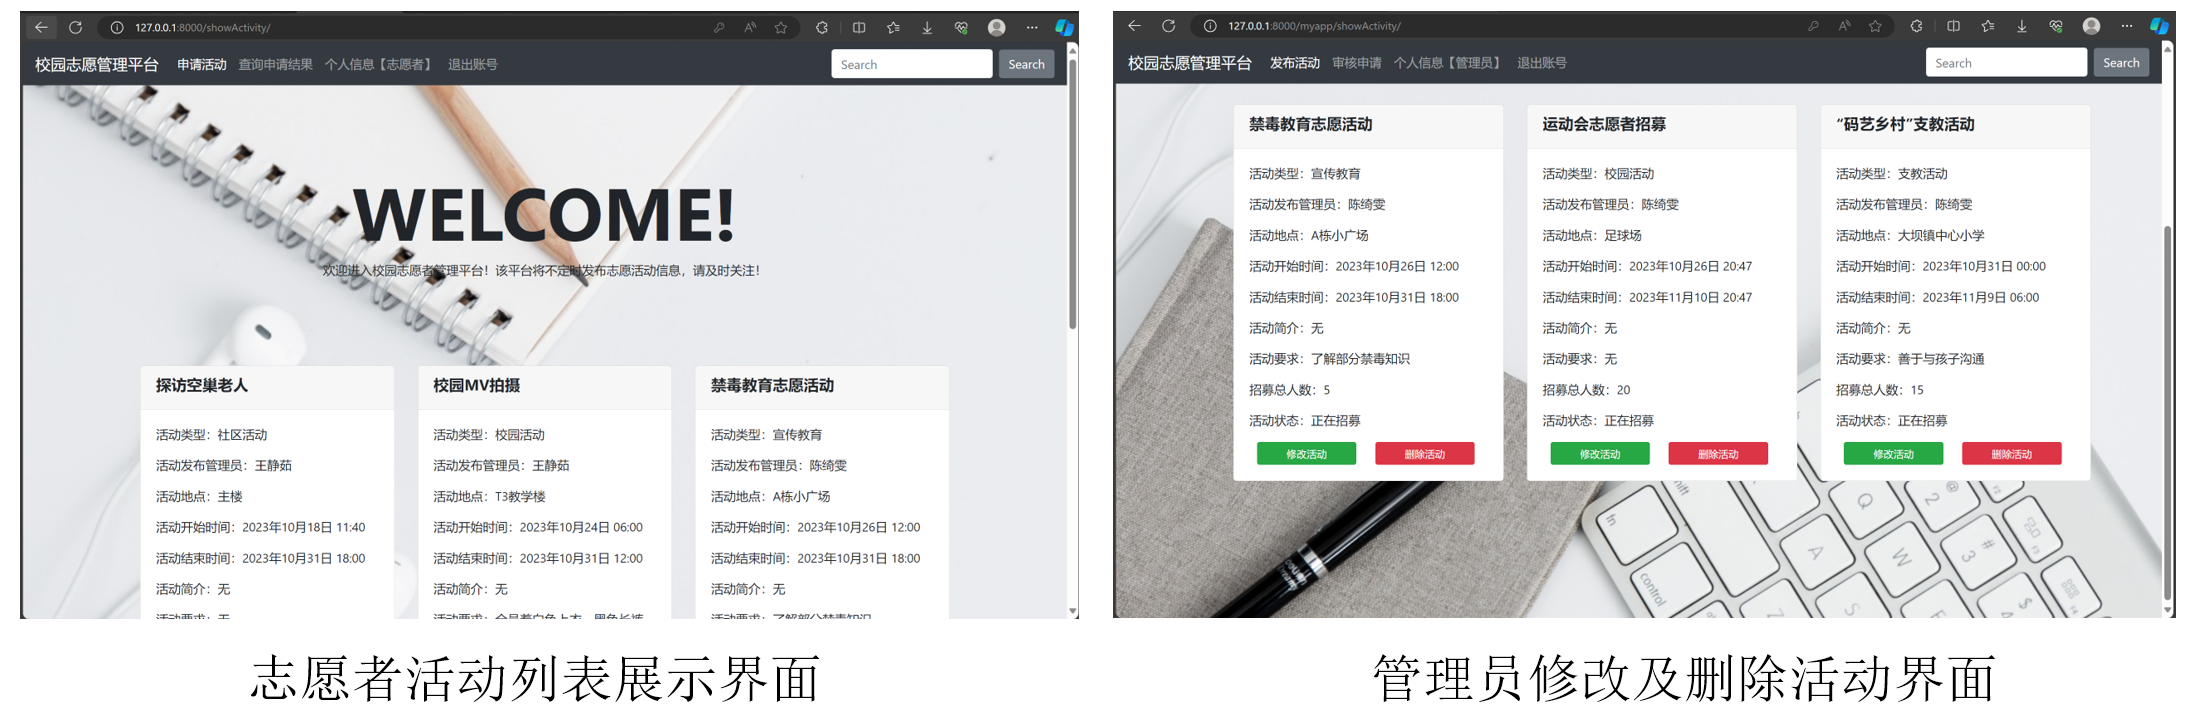 127.0.0.1:8000/showActivity/
校园志愿管理平台 申请活动 查询申请结果 个人信息【志愿者】 退出账号 Search Search
WELCOME!
欢迎进入校园志愿者管理平台！该平台将不定时发布志愿活动信息，请及时关注！
探访空巢老人
活动类型：社区活动
活动发布管理员：王静茹
活动地点：主楼
活动开始时间：2023年10月18日 11:40
活动结束时间：2023年10月31日 18:00
活动简介：无
活动要求：无
校园MV拍摄
活动类型：校园活动
活动发布管理员：王静茹
活动地点：T3教学楼
活动开始时间：2023年10月24日 06:00
活动结束时间：2023年10月31日 12:00
活动简介：无
活动要求：全员着白色上衣，黑色长裤
禁毒教育志愿活动
活动类型：宣传教育
活动发布管理员：陈绮雯
活动地点：A栋小广场
活动开始时间：2023年10月26日 12:00
活动结束时间：2023年10月31日 18:00
活动简介：无
活动要求：了解部分禁毒知识
志愿者活动列表展示界面
127.0.0.1:8000/myapp/showActivity/
校园志愿管理平台 发布活动 审核申请 个人信息【管理员】 退出账号 Search Search
禁毒教育志愿活动
活动类型：宣传教育
活动发布管理员：陈绮雯
活动地点：A栋小广场
活动开始时间：2023年10月26日 12:00
活动结束时间：2023年10月31日 18:00
活动简介：无
活动要求：了解部分禁毒知识
招募总人数：5
活动状态：正在招募
修改活动 删除活动
运动会志愿者招募
活动类型：校园活动
活动发布管理员：陈绮雯
活动地点：足球场
活动开始时间：2023年10月26日 20:47
活动结束时间：2023年11月10日 20:47
活动简介：无
活动要求：无
招募总人数：20
活动状态：正在招募
修改活动 删除活动
“码艺乡村”支教活动
活动类型：支教活动
活动发布管理员：陈绮雯
活动地点：大坝镇中心小学
活动开始时间：2023年10月31日 00:00
活动结束时间：2023年11月9日 06:00
活动简介：无
活动要求：善于与孩子沟通
招募总人数：15
活动状态：正在招募
修改活动 删除活动
管理员修改及删除活动界面